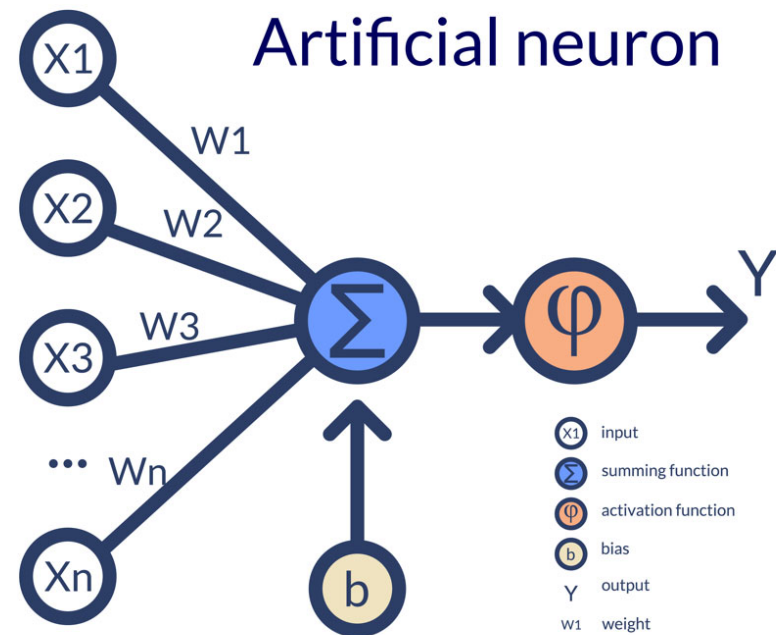 Artificial neuron
X1
W1
X2
W2
X3
W3
...
Wn
Xn
Σ
φ
Y
b
X1 input
Σ summing function
φ activation function
b bias
Y output
W1 weight